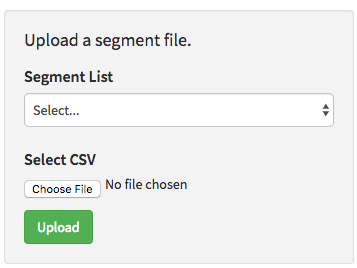 Upload a segment file.
Segment List
Select...
Select CSV
Choose File No file chosen
Upload